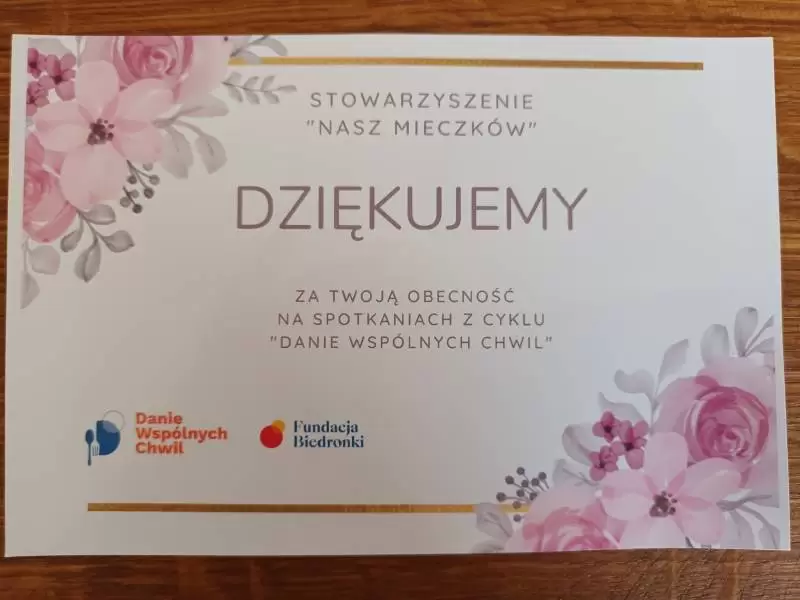 STOWARZYSZENIE
"NASZ MIECZKÓW"
DZIĘKUJEMY
ZA TWOJĄ OBECNOŚĆ
NA SPOTKANIACH Z CYKLU
"DANIE WSPÓLNYCH CHWIL"
Danie
Wspólnych
Chwil
Fundacja
Biedronki